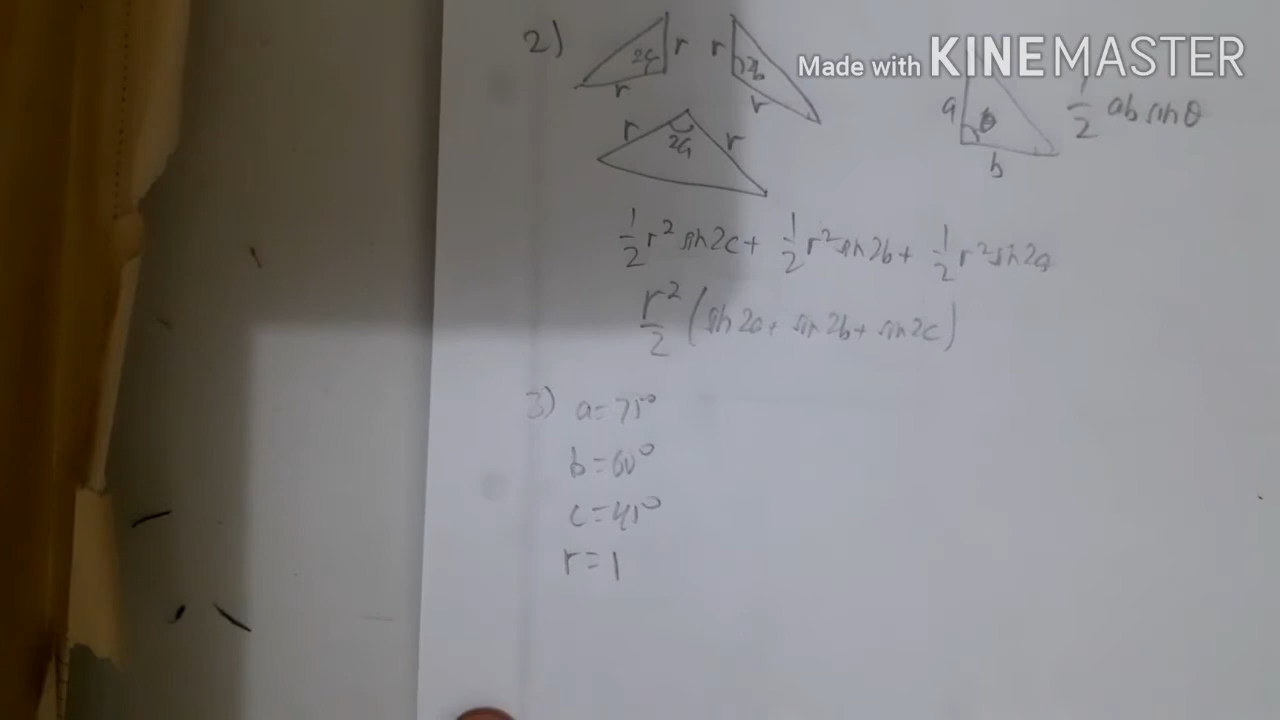 2) 2c r r r 2b r
Made with KINEMASTER
r 2a r
a θ b 1/2 ab sin θ
1/2 r² sin 2c + 1/2 r² sin 2b + 1/2 r² sin 2a
r²/2 (sin 2a + sin 2b + sin 2c)
3) a = 75°
b = 60°
c = 45°
r = 1